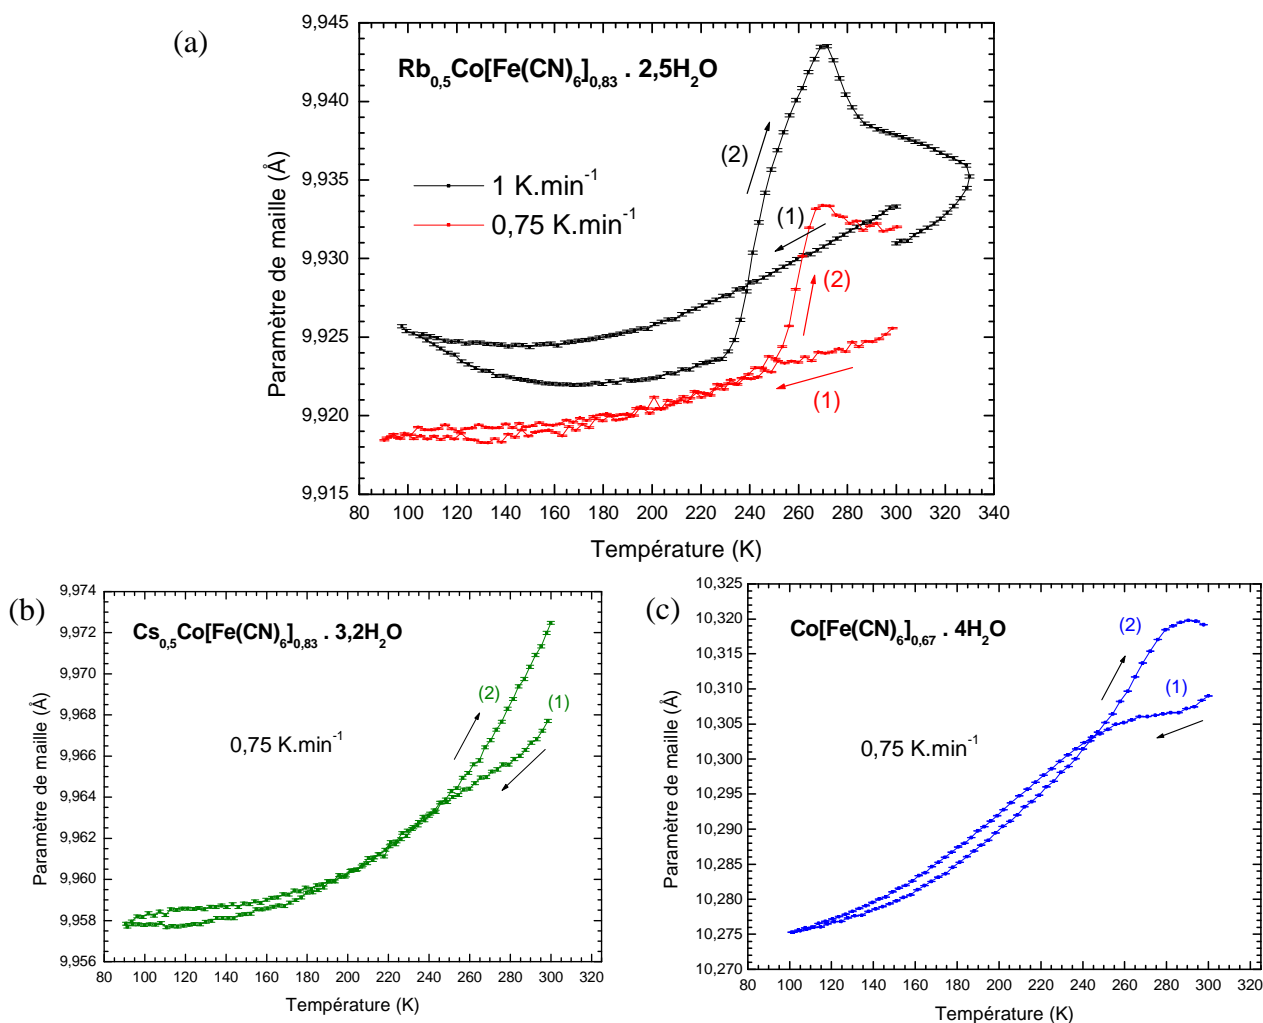 (a)
Rb0,5Co[Fe(CN)6]0,83 . 2,5H2O
1 K.min-1
0,75 K.min-1
(2)
(1)
(2)
(1)
Paramètre de maille (Å)
9,945
9,940
9,935
9,930
9,925
9,920
9,915
80 100 120 140 160 180 200 220 240 260 280 300 320 340
Température (K)
(b)
Cs0,5Co[Fe(CN)6]0,83 . 3,2H2O
0,75 K.min-1
(2)
(1)
Paramètre de maille (Å)
9,974
9,972
9,970
9,968
9,966
9,964
9,962
9,960
9,958
9,956
80 100 120 140 160 180 200 220 240 260 280 300 320
Température (K)
(c)
Co[Fe(CN)6]0,67 . 4H2O
0,75 K.min-1
(2)
(1)
Paramètre de maille (Å)
10,325
10,320
10,315
10,310
10,305
10,300
10,295
10,290
10,285
10,280
10,275
10,270
80 100 120 140 160 180 200 220 240 260 280 300 320
Température (K)